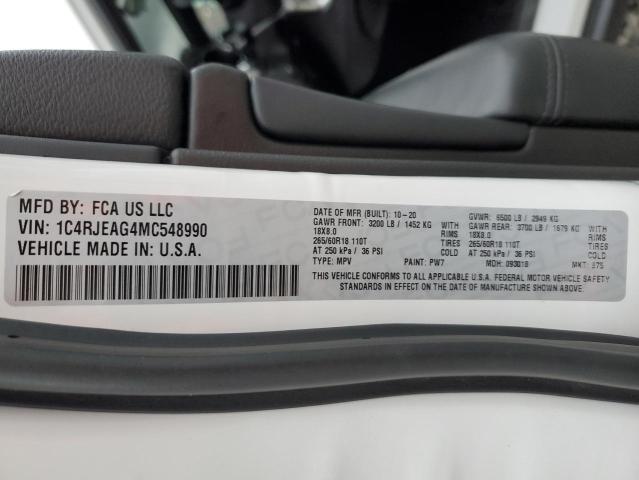 MFD BY: FCA US LLC
VIN: 1C4RJEAG4MC548990
VEHICLE MADE IN: U.S.A.
DATE OF MFR (BUILT): 10-20
GAWR FRONT: 3200 LB / 1452 KG WITH
18X8.0 RIMS
265/60R18 110T TIRES
AT 250 kPa / 36 PSI COLD
TYPE: MPV PAINT: PW7
GVWR: 6500 LB / 2949 KG
GAWR REAR: 3700 LB / 1679 KG WITH
18X8.0 RIMS
265/60R18 110T TIRES
AT 250 kPa / 36 PSI COLD
MDH: 093018 MKT: 975
THIS VEHICLE CONFORMS TO ALL APPLICABLE U.S.A. FEDERAL MOTOR VEHICLE SAFETY
STANDARDS IN EFFECT ON THE DATE OF MANUFACTURE SHOWN ABOVE.